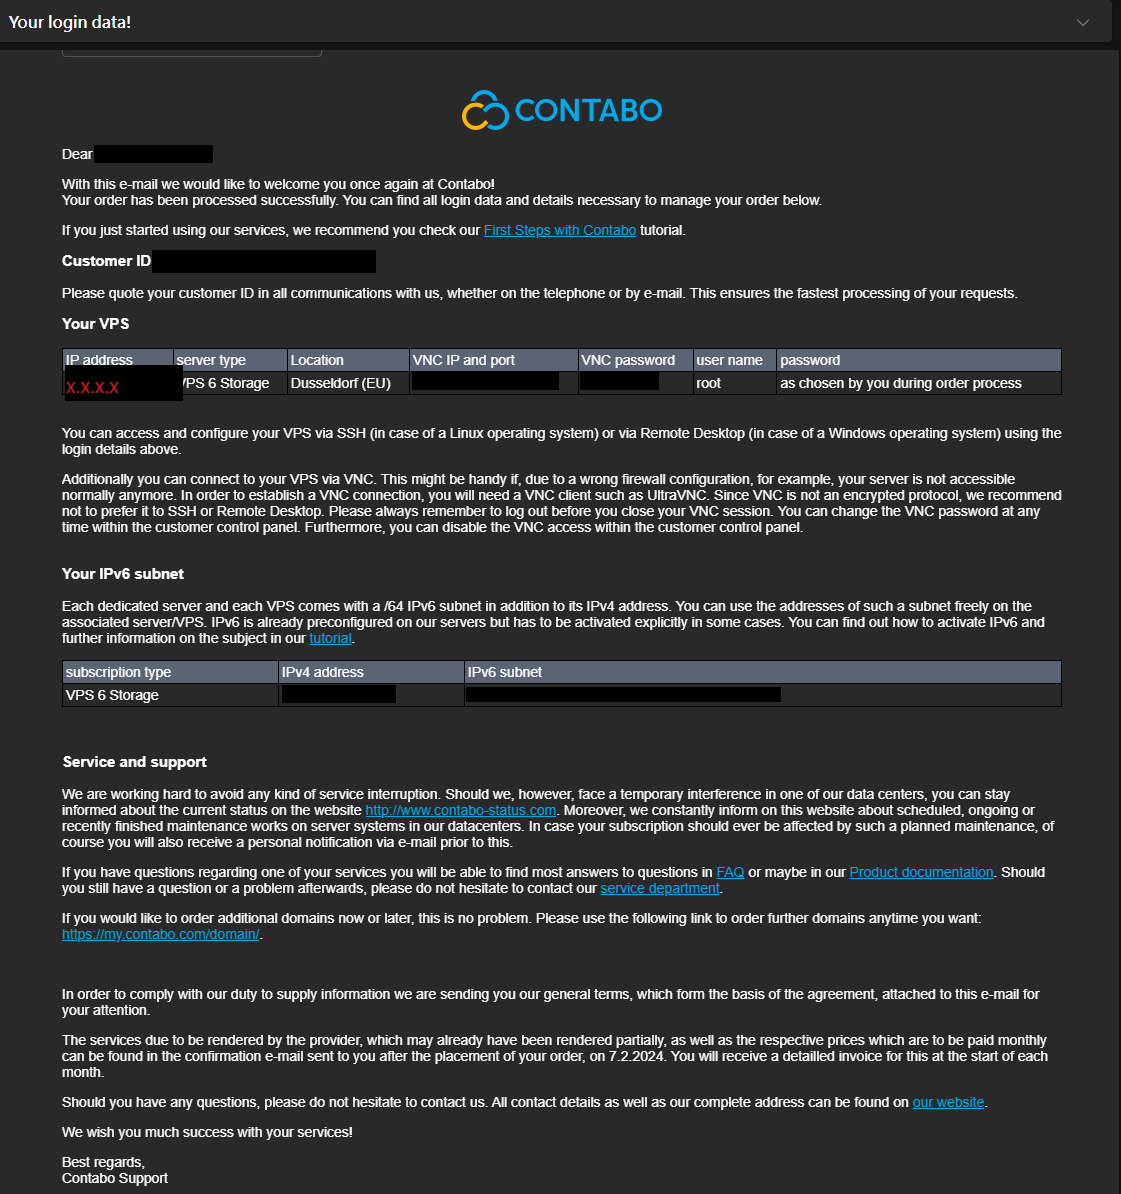 Your login data!
CONTABO
Dear
With this e-mail we would like to welcome you once again at Contabo!
Your order has been processed successfully. You can find all login data and details necessary to manage your order below.
If you just started using our services, we recommend you check our First Steps with Contabo tutorial.
Customer ID
Please quote your customer ID in all communications with us, whether on the telephone or by e-mail. This ensures the fastest processing of your requests.
Your VPS
IP address server type Location VNC IP and port VNC password user name password
X.X.X.X VPS 6 Storage Dusseldorf (EU) root as chosen by you during order process
You can access and configure your VPS via SSH (in case of a Linux operating system) or via Remote Desktop (in case of a Windows operating system) using the
login details above.
Additionally you can connect to your VPS via VNC. This might be handy if, due to a wrong firewall configuration, for example, your server is not accessible
normally anymore. In order to establish a VNC connection, you will need a VNC client such as UltraVNC. Since VNC is not an encrypted protocol, we recommend
not to prefer it to SSH or Remote Desktop. Please always remember to log out before you close your VNC session. You can change the VNC password at any
time within the customer control panel. Furthermore, you can disable the VNC access within the customer control panel.
Your IPv6 subnet
Each dedicated server and each VPS comes with a /64 IPv6 subnet in addition to its IPv4 address. You can use the addresses of such a subnet freely on the
associated server/VPS. IPv6 is already preconfigured on our servers but has to be activated explicitly in some cases. You can find out how to activate IPv6 and
further information on the subject in our tutorial.
subscription type IPv4 address IPv6 subnet
VPS 6 Storage
Service and support
We are working hard to avoid any kind of service interruption. Should we, however, face a temporary interference in one of our data centers, you can stay
informed about the current status on the website http://www.contabo-status.com. Moreover, we constantly inform on this website about scheduled, ongoing or
recently finished maintenance works on server systems in our datacenters. In case your subscription should ever be affected by such a planned maintenance, of
course you will also receive a personal notification via e-mail prior to this.
If you have questions regarding one of your services you will be able to find most answers to questions in FAQ or maybe in our Product documentation. Should
you still have a question or a problem afterwards, please do not hesitate to contact our service department.
If you would like to order additional domains now or later, this is no problem. Please use the following link to order further domains anytime you want:
https://my.contabo.com/domain/.
In order to comply with our duty to supply information we are sending you our general terms, which form the basis of the agreement, attached to this e-mail for
your attention.
The services due to be rendered by the provider, which may already have been rendered partially, as well as the respective prices which are to be paid monthly
can be found in the confirmation e-mail sent to you after the placement of your order, on 7.2.2024. You will receive a detailled invoice for this at the start of each
month.
Should you have any questions, please do not hesitate to contact us. All contact details as well as our complete address can be found on our website.
We wish you much success with your services!
Best regards,
Contabo Support